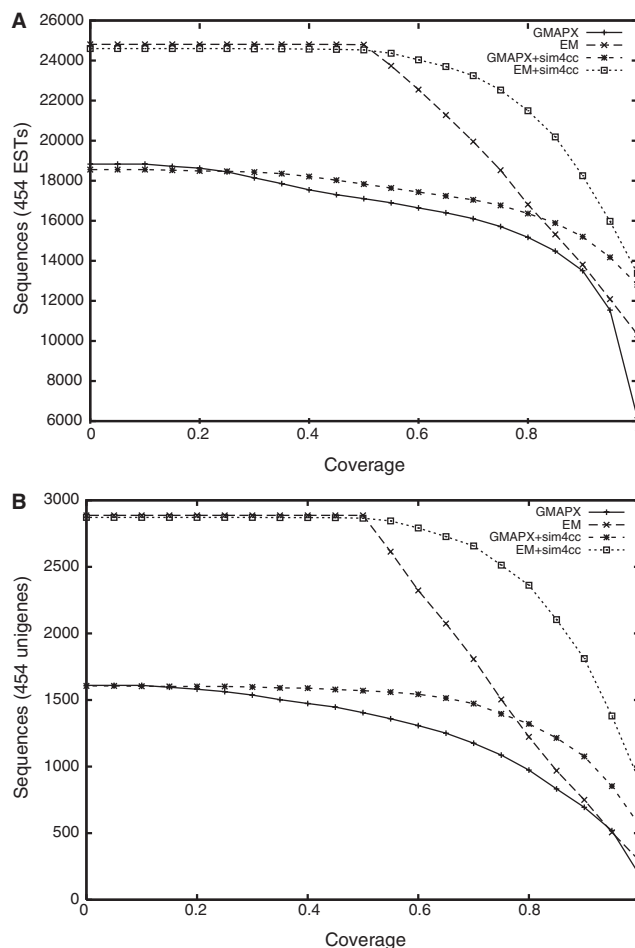 A
26000
24000
22000
20000
18000
16000
14000
12000
10000
8000
6000
Sequences (454 ESTs)
GMAPX
EM
GMAPX+sim4cc
EM+sim4cc
0 0.2 0.4 0.6 0.8
Coverage
B
3000
2500
2000
1500
1000
500
0
Sequences (454 unigenes)
GMAPX
EM
GMAPX+sim4cc
EM+sim4cc
0 0.2 0.4 0.6 0.8
Coverage